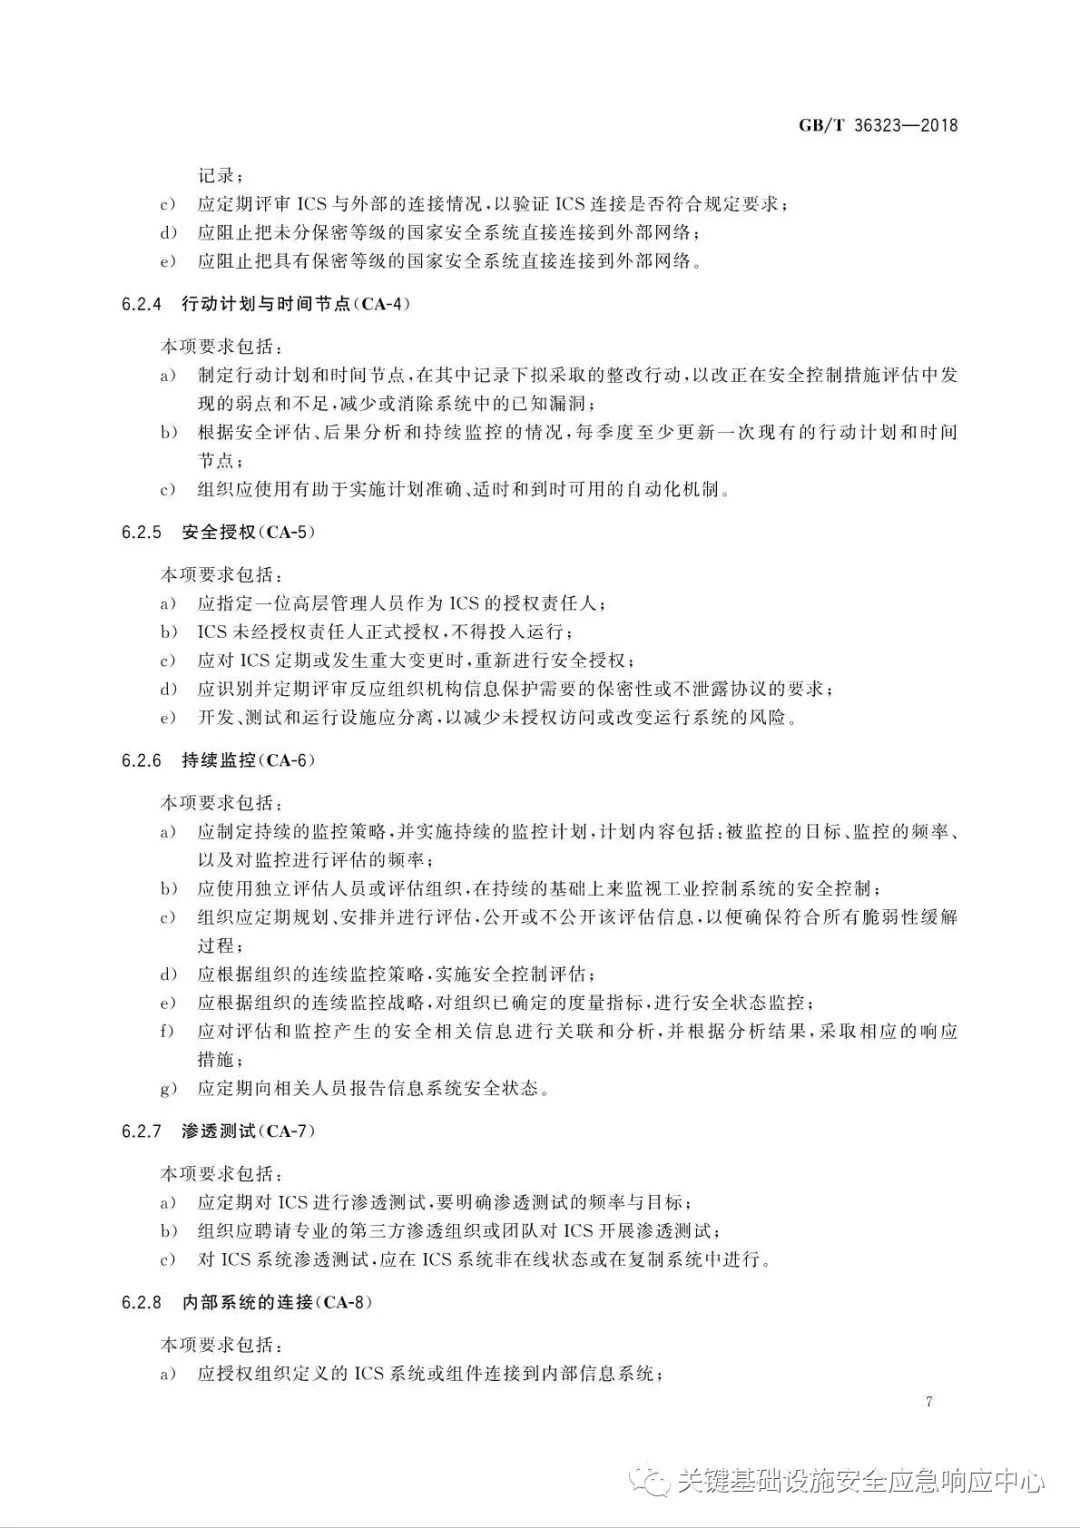 GB/T 36323—2018
记录;
c) 应定期评审 ICS 与外部的连接情况,以验证 ICS 连接是否符合规定要求;
d) 应阻止把未分保密等级的国家安全系统直接连接到外部网络;
e) 应阻止把具有保密等级的国家安全系统直接连接到外部网络。
6.2.4 行动计划与时间节点(CA-4)
本项要求包括:
a) 制定行动计划和时间节点,在其中记录下拟采取的整改行动,以改正在安全控制措施评估中发
现的弱点和不足,减少或消除系统中的已知漏洞;
b) 根据安全评估、后果分析和持续监控的情况,每季度至少更新一次现有的行动计划和时间
节点;
c) 组织应使用有助于实施计划准确、适时和到时可用的自动化机制。
6.2.5 安全授权(CA-5)
本项要求包括:
a) 应指定一位高层管理人员作为 ICS 的授权责任人;
b) ICS 未经授权责任人正式授权,不得投入运行;
c) 应对 ICS 定期或发生重大变更时,重新进行安全授权;
d) 应识别并定期评审反应组织机构信息保护需要的保密性或不泄露协议的要求;
e) 开发、测试和运行设施应分离,以减少未授权访问或改变运行系统的风险。
6.2.6 持续监控(CA-6)
本项要求包括:
a) 应制定持续的监控策略,并实施持续的监控计划,计划内容包括:被监控的目标、监控的频率、
以及对监控进行评估的频率;
b) 应使用独立评估人员或评估组织,在持续的基础上来监视工业控制系统的安全控制;
c) 组织应定期规划、安排并进行评估,公开或不公开该评估信息,以便确保符合所有脆弱性缓解
过程;
d) 应根据组织的连续监控策略,实施安全控制评估;
e) 应根据组织的连续监控战略,对组织已确定的度量指标,进行安全状态监控;
f) 应对评估和监控产生的安全相关信息进行关联和分析,并根据分析结果,采取相应的响应
措施;
g) 应定期向相关人员报告信息系统安全状态。
6.2.7 渗透测试(CA-7)
本项要求包括:
a) 应定期对 ICS 进行渗透测试,要明确渗透测试的频率与目标;
b) 组织应聘请专业的第三方渗透组织或团队对 ICS 开展渗透测试;
c) 对 ICS 系统渗透测试,应在 ICS 系统非在线状态或在复制系统中进行。
6.2.8 内部系统的连接(CA-8)
本项要求包括:
a) 应授权组织定义的 ICS 系统或组件连接到内部信息系统;
7
关键基础设施安全应急响应中心